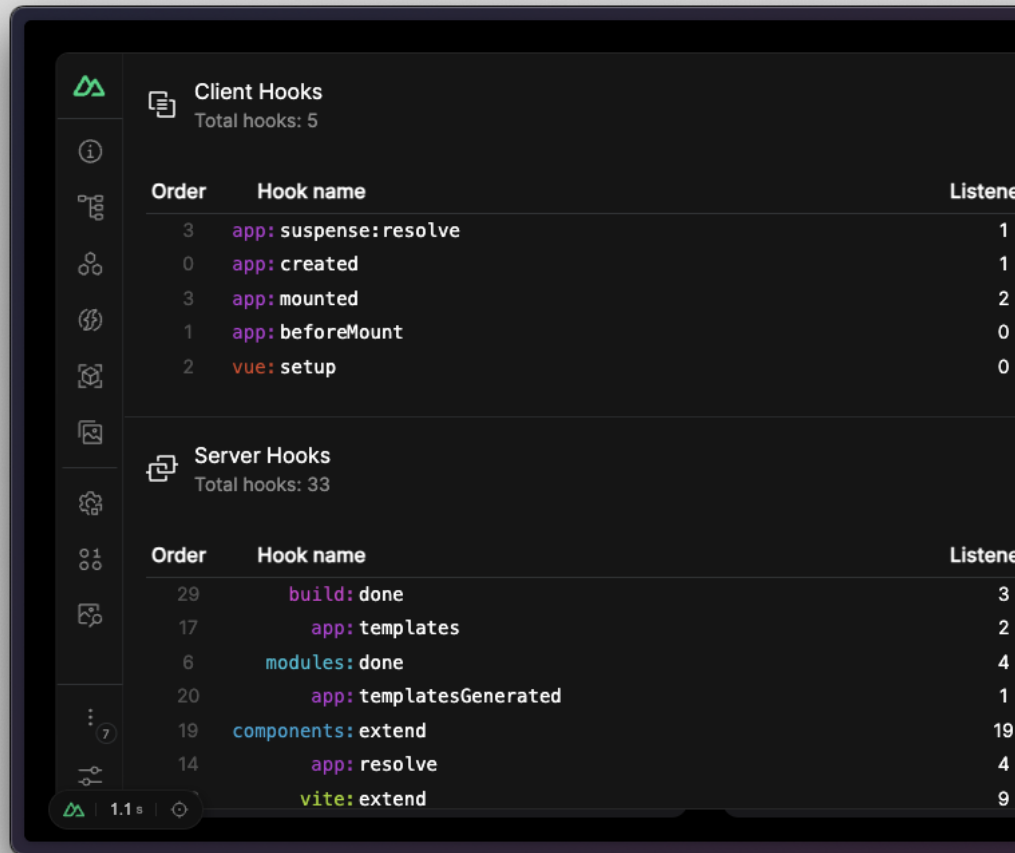 Client Hooks
Total hooks: 5
Order Hook name Listene
3 app:suspense:resolve 1
0 app:created 1
3 app:mounted 2
1 app:beforeMount 0
2 vue:setup 0
Server Hooks
Total hooks: 33
Order Hook name Listene
29 build:done 3
17 app:templates 2
6 modules:done 4
20 app:templatesGenerated 1
7
19 components:extend 19
14 app:resolve 4
vite:extend 9
1.1 s